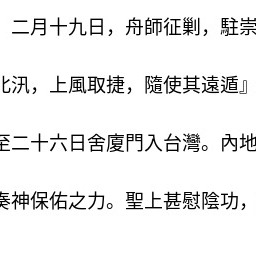 二月十九日，舟師征剿，駐崇
北汛，上風取捷，隨使其遠遁』
至二十六日舍廈門入台灣。內地
奏神保佑之力。聖上甚慰陰功，